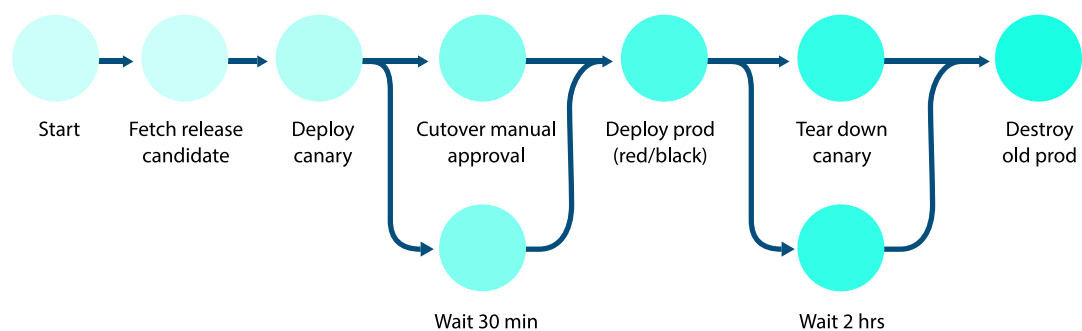 Start
Fetch release
candidate
Deploy
canary
Cutover manual
approval
Deploy prod
(red/black)
Tear down
canary
Destroy
old prod
Wait 30 min
Wait 2 hrs